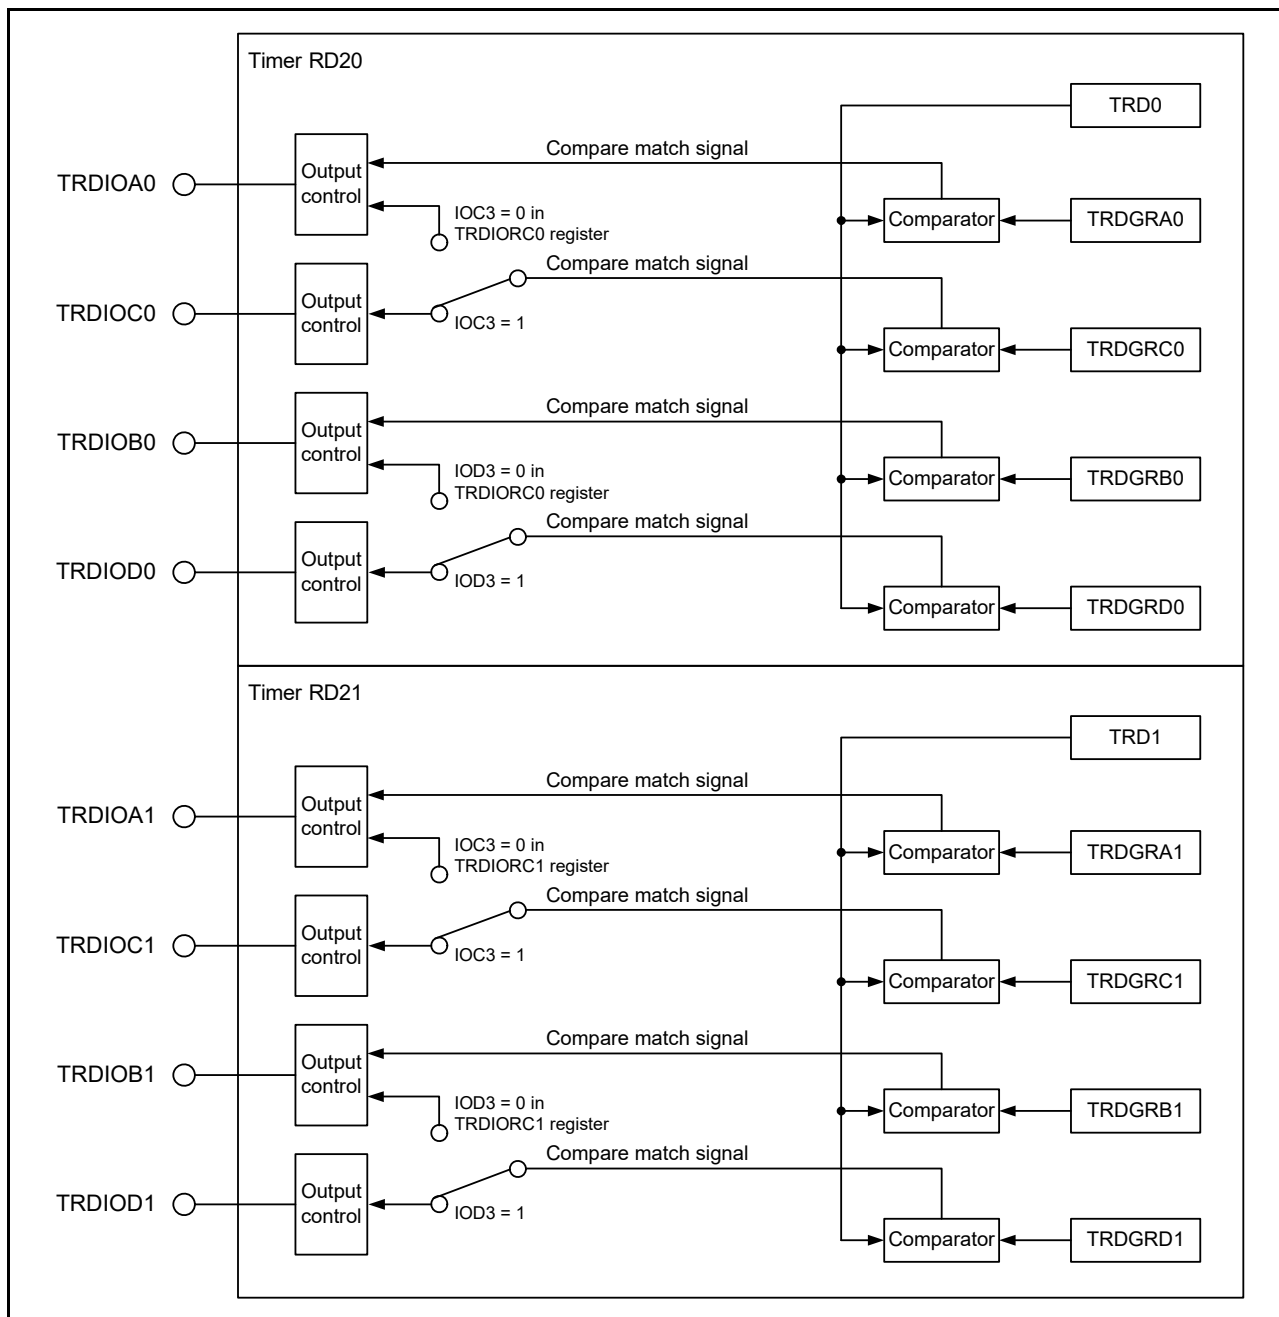 Timer RD20
TRD0
Compare match signal
Output
control
TRDIOA0
Comparator
TRDGRA0
IOC3 = 0 in
TRDIORC0 register
Compare match signal
Output
control
TRDIOC0
IOC3 = 1
Comparator
TRDGRC0
Compare match signal
Output
control
TRDIOB0
Comparator
TRDGRB0
IOD3 = 0 in
TRDIORC0 register
Compare match signal
Output
control
TRDIOD0
IOD3 = 1
Comparator
TRDGRD0
Timer RD21
TRD1
Compare match signal
Output
control
TRDIOA1
Comparator
TRDGRA1
IOC3 = 0 in
TRDIORC1 register
Compare match signal
Output
control
TRDIOC1
IOC3 = 1
Comparator
TRDGRC1
Compare match signal
Output
control
TRDIOB1
Comparator
TRDGRB1
IOD3 = 0 in
TRDIORC1 register
Compare match signal
Output
control
TRDIOD1
IOD3 = 1
Comparator
TRDGRD1